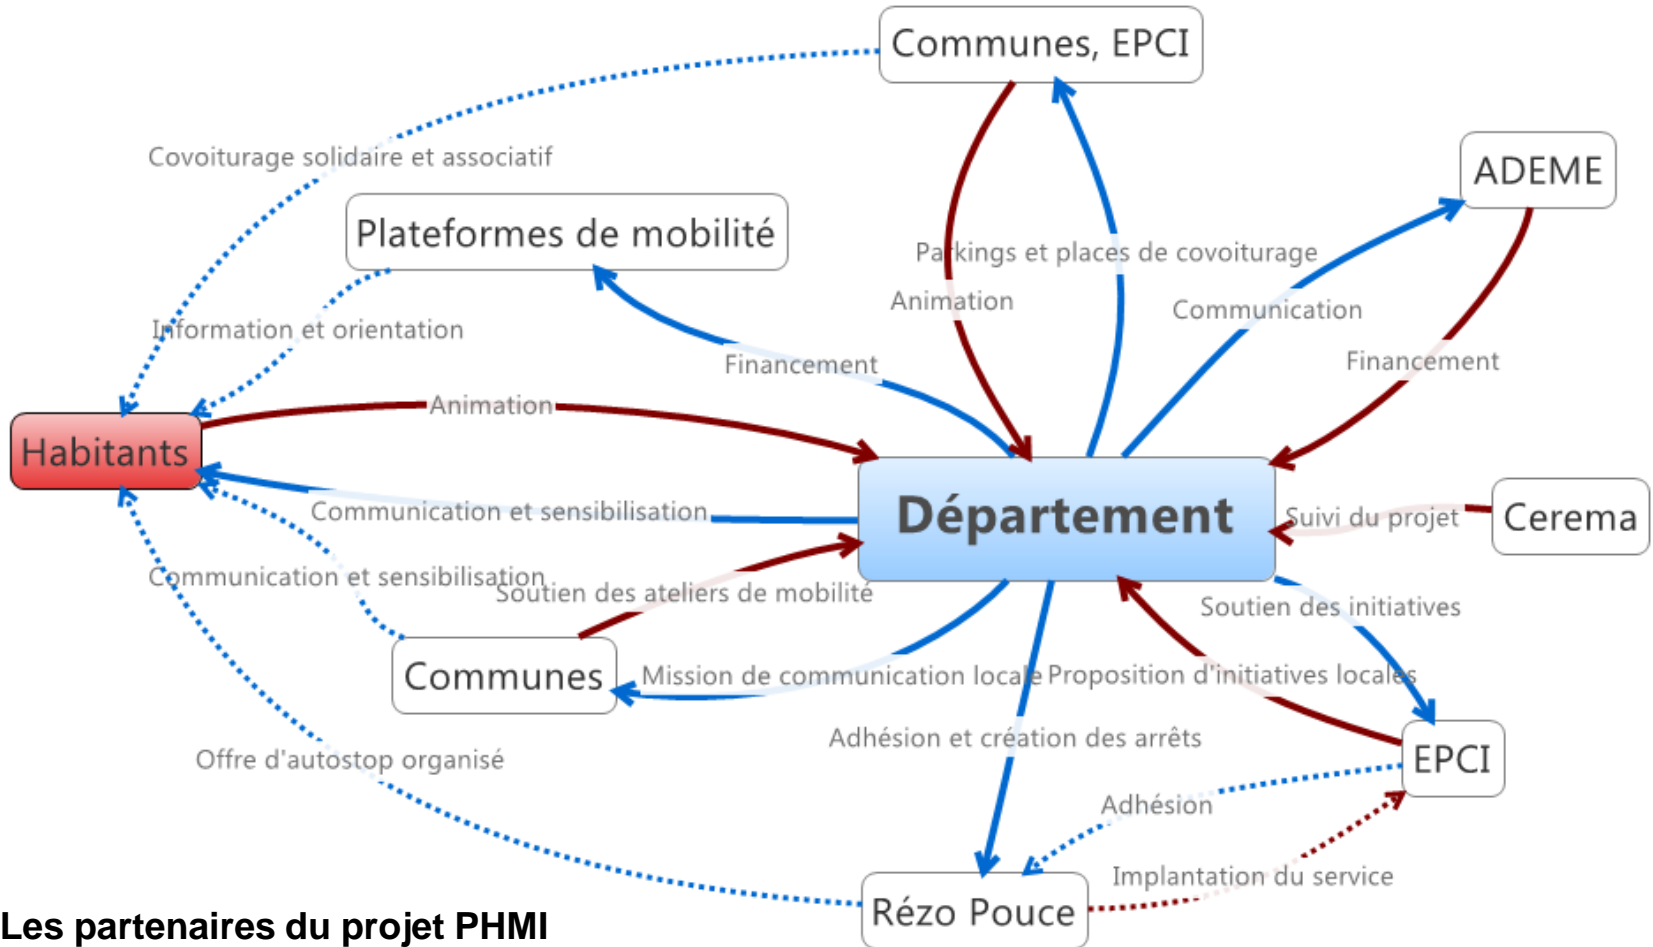 Communes, EPCI
ADEME
Covoiturage solidaire et associatif
Plateformes de mobilité
Parkings et places de covoiturage
Animation
Communication
Information et orientation
Financement
Financement
Animation
Habitants
Communication et sensibilisation
Département
Suivi du projet
Cerema
Communication et sensibilisation
Soutien des ateliers de mobilité
Soutien des initiatives
Communes
Mission de communication locale
Proposition d'initiatives locales
Adhésion et création des arrêts
Offre d'autostop organisé
EPCI
Adhésion
Implantation du service
Rézo Pouce
Les partenaires du projet PHMI